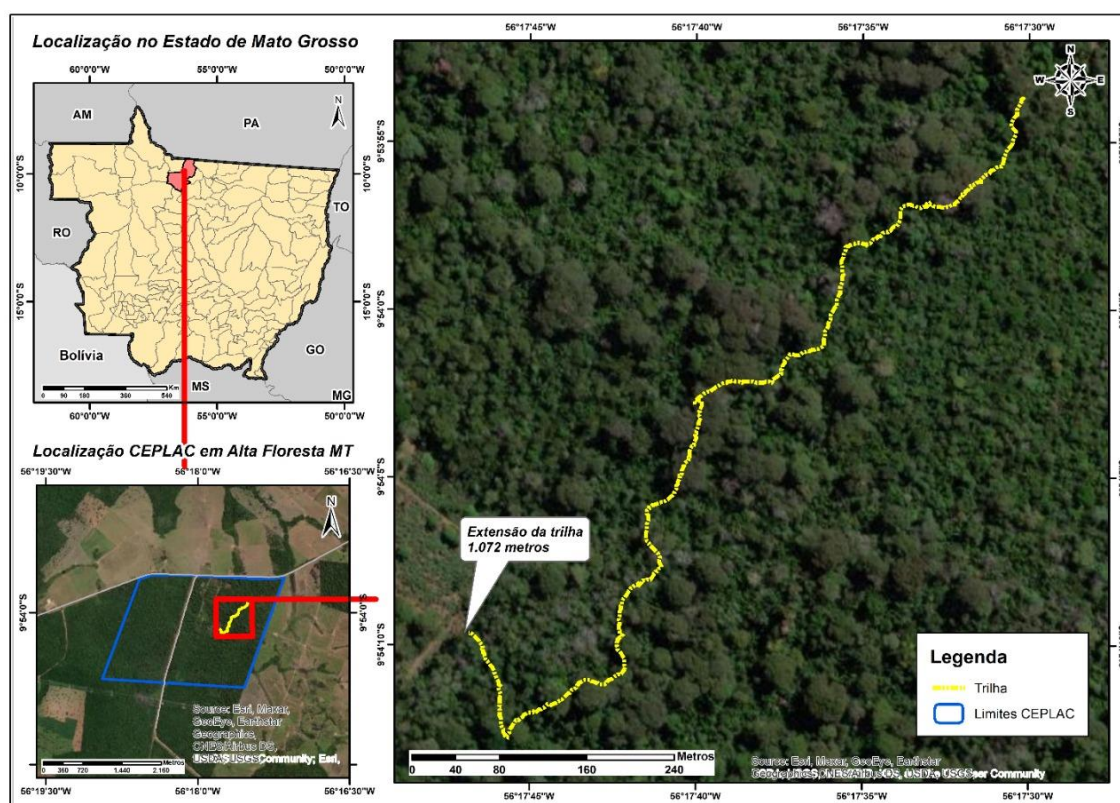 Localização no Estado de Mato Grosso
60°0'0"W 55°0'0"W 50°0'0"W
N
AM
PA
10°0'0"S
10°0'0"S
TO
RO
15°0'0"S
15°0'0"S
GO
Bolívia
MS
MG
0 90 180 360 540
Km
60°0'0"W 55°0'0"W 50°0'0"W
Localização CEPLAC em Alta Floresta MT
56°19'30"W 56°18'0"W 56°16'30"W
N
9°54'0"S
9°54'0"S
Source: Esri, Maxar,
GeoEye, Earthstar
Geographics,
CNES/Airbus DS,
USDA, USGS, Community; Esri,
0 360 720 1.440 2.160
Metros
56°19'30"W 56°18'0"W 56°16'30"W
56°17'45"W 56°17'40"W 56°17'35"W 56°17'30"W
N
W E
S
9°53'55"S
9°54'0"S
9°54'5"S
9°54'10"S
Extensão da trilha
1.072 metros
Legenda
Trilha
Limites CEPLAC
Metros
0 40 80 160 240
Source: Esri, Maxar, GeoEye, Earthstar
Geographics, CNES/Airbus DS, USDA, USGS, User Community
56°17'45"W 56°17'40"W 56°17'35"W 56°17'30"W